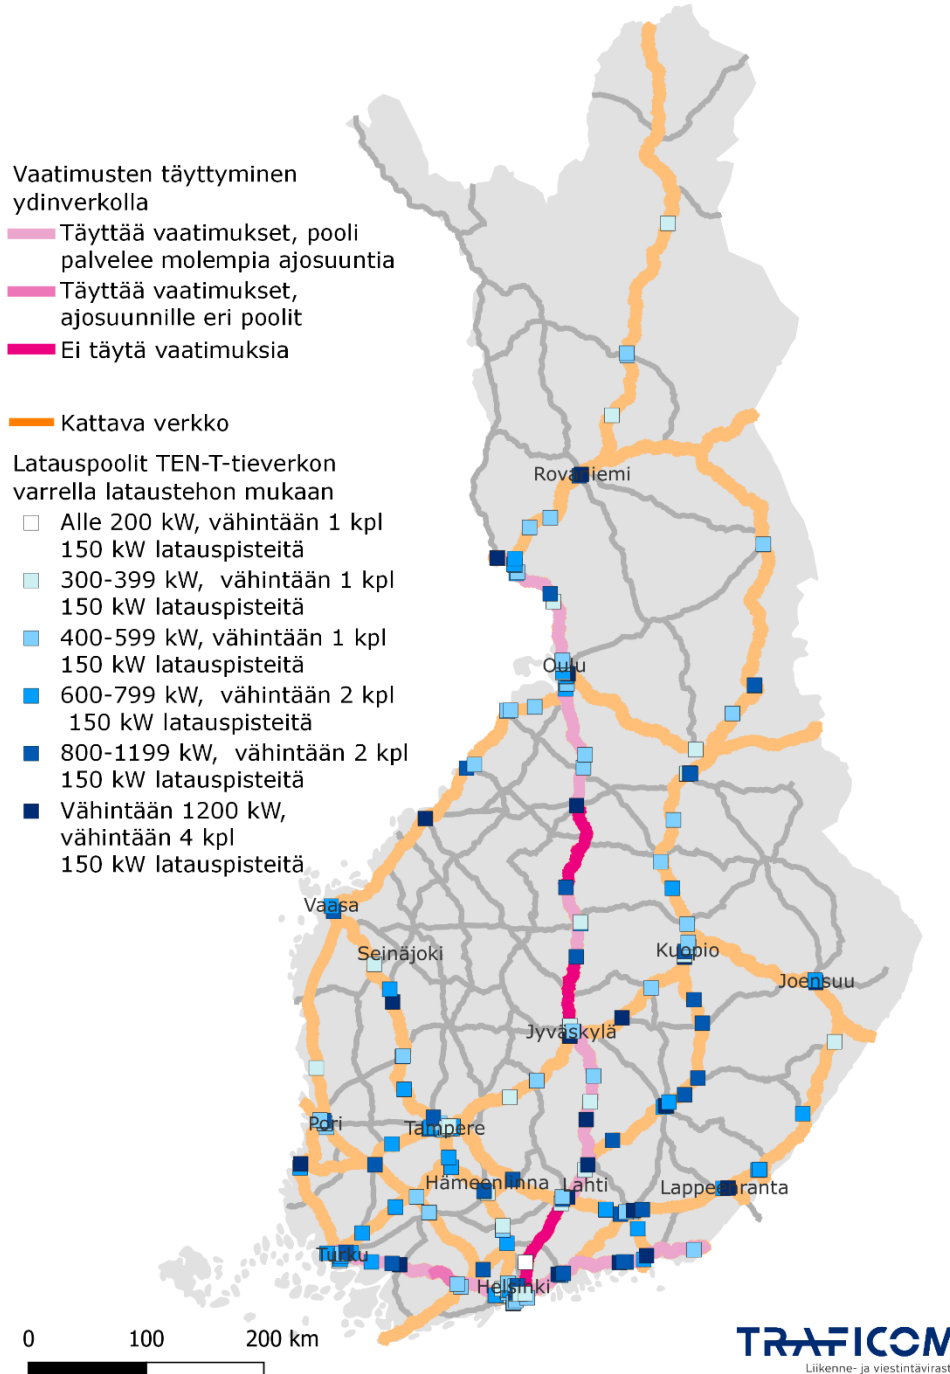 Vaatimusten täyttyminen
ydinverkolla
Täyttää vaatimukset, pooli
palvelee molempia ajosuuntia
Täyttää vaatimukset,
ajosuunnille eri poolit
Ei täytä vaatimuksia
Kattava verkko
Latauspoolit TEN-T-tieverkon
varrella lataustehon mukaan
Alle 200 kW, vähintään 1 kpl
150 kW latauspisteitä
300-399 kW, vähintään 1 kpl
150 kW latauspisteitä
400-599 kW, vähintään 1 kpl
150 kW latauspisteitä
600-799 kW, vähintään 2 kpl
150 kW latauspisteitä
800-1199 kW, vähintään 2 kpl
150 kW latauspisteitä
Vähintään 1200 kW,
vähintään 4 kpl
150 kW latauspisteitä
Rovaniemi
Oulu
Vaasa
Seinäjoki
Kuopio
Joensuu
Jyväskylä
Pori
Tampere
Hämeenlinna
Lahti
Lappeenranta
Turku
Helsinki
0 100 200 km
TRAFICOM
Liikenne- ja viestintävirast